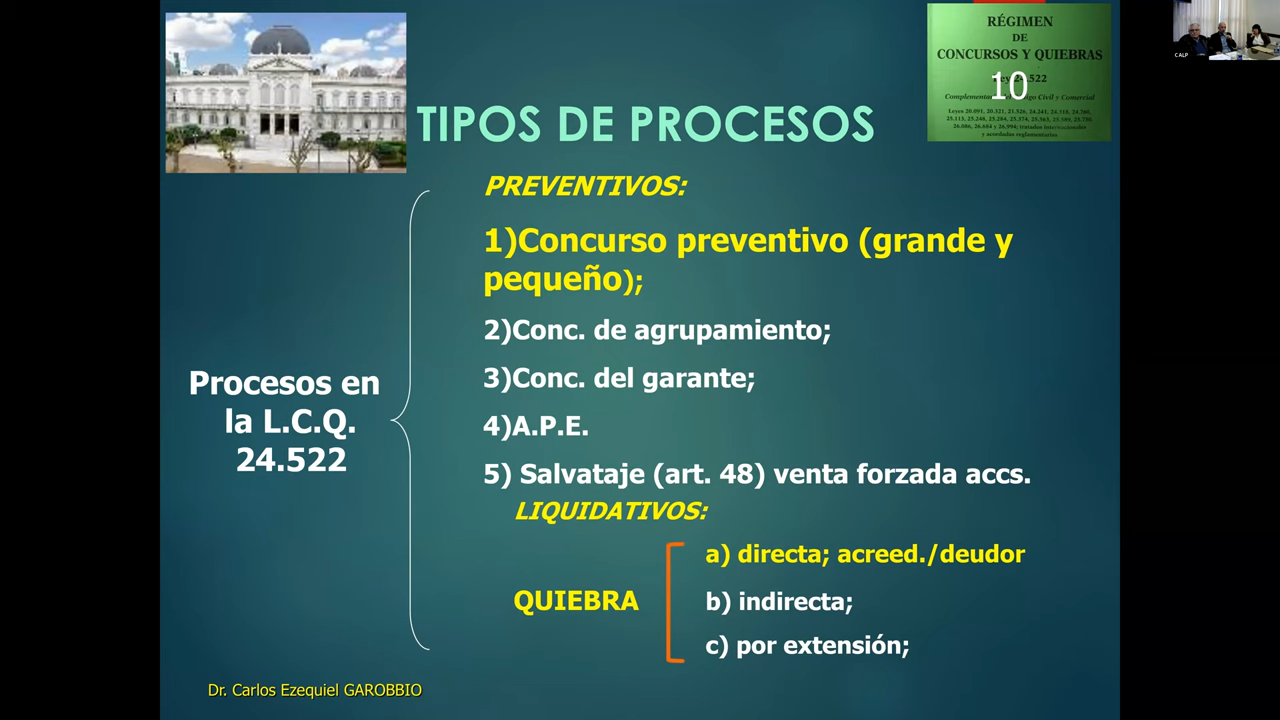 RÉGIMEN
DE
CONCURSOS Y QUIEBRAS
10
TIPOS DE PROCESOS
PREVENTIVOS:
1)Concurso preventivo (grande y
pequeño);
2)Conc. de agrupamiento;
3)Conc. del garante;
4)A.P.E.
5) Salvataje (art. 48) venta forzada accs.
Procesos en
la L.C.Q.
24.522
LIQUIDATIVOS:
QUIEBRA
a) directa; acreed./deudor
b) indirecta;
c) por extensión;
Dr. Carlos Ezequiel GAROBBIO
CALP